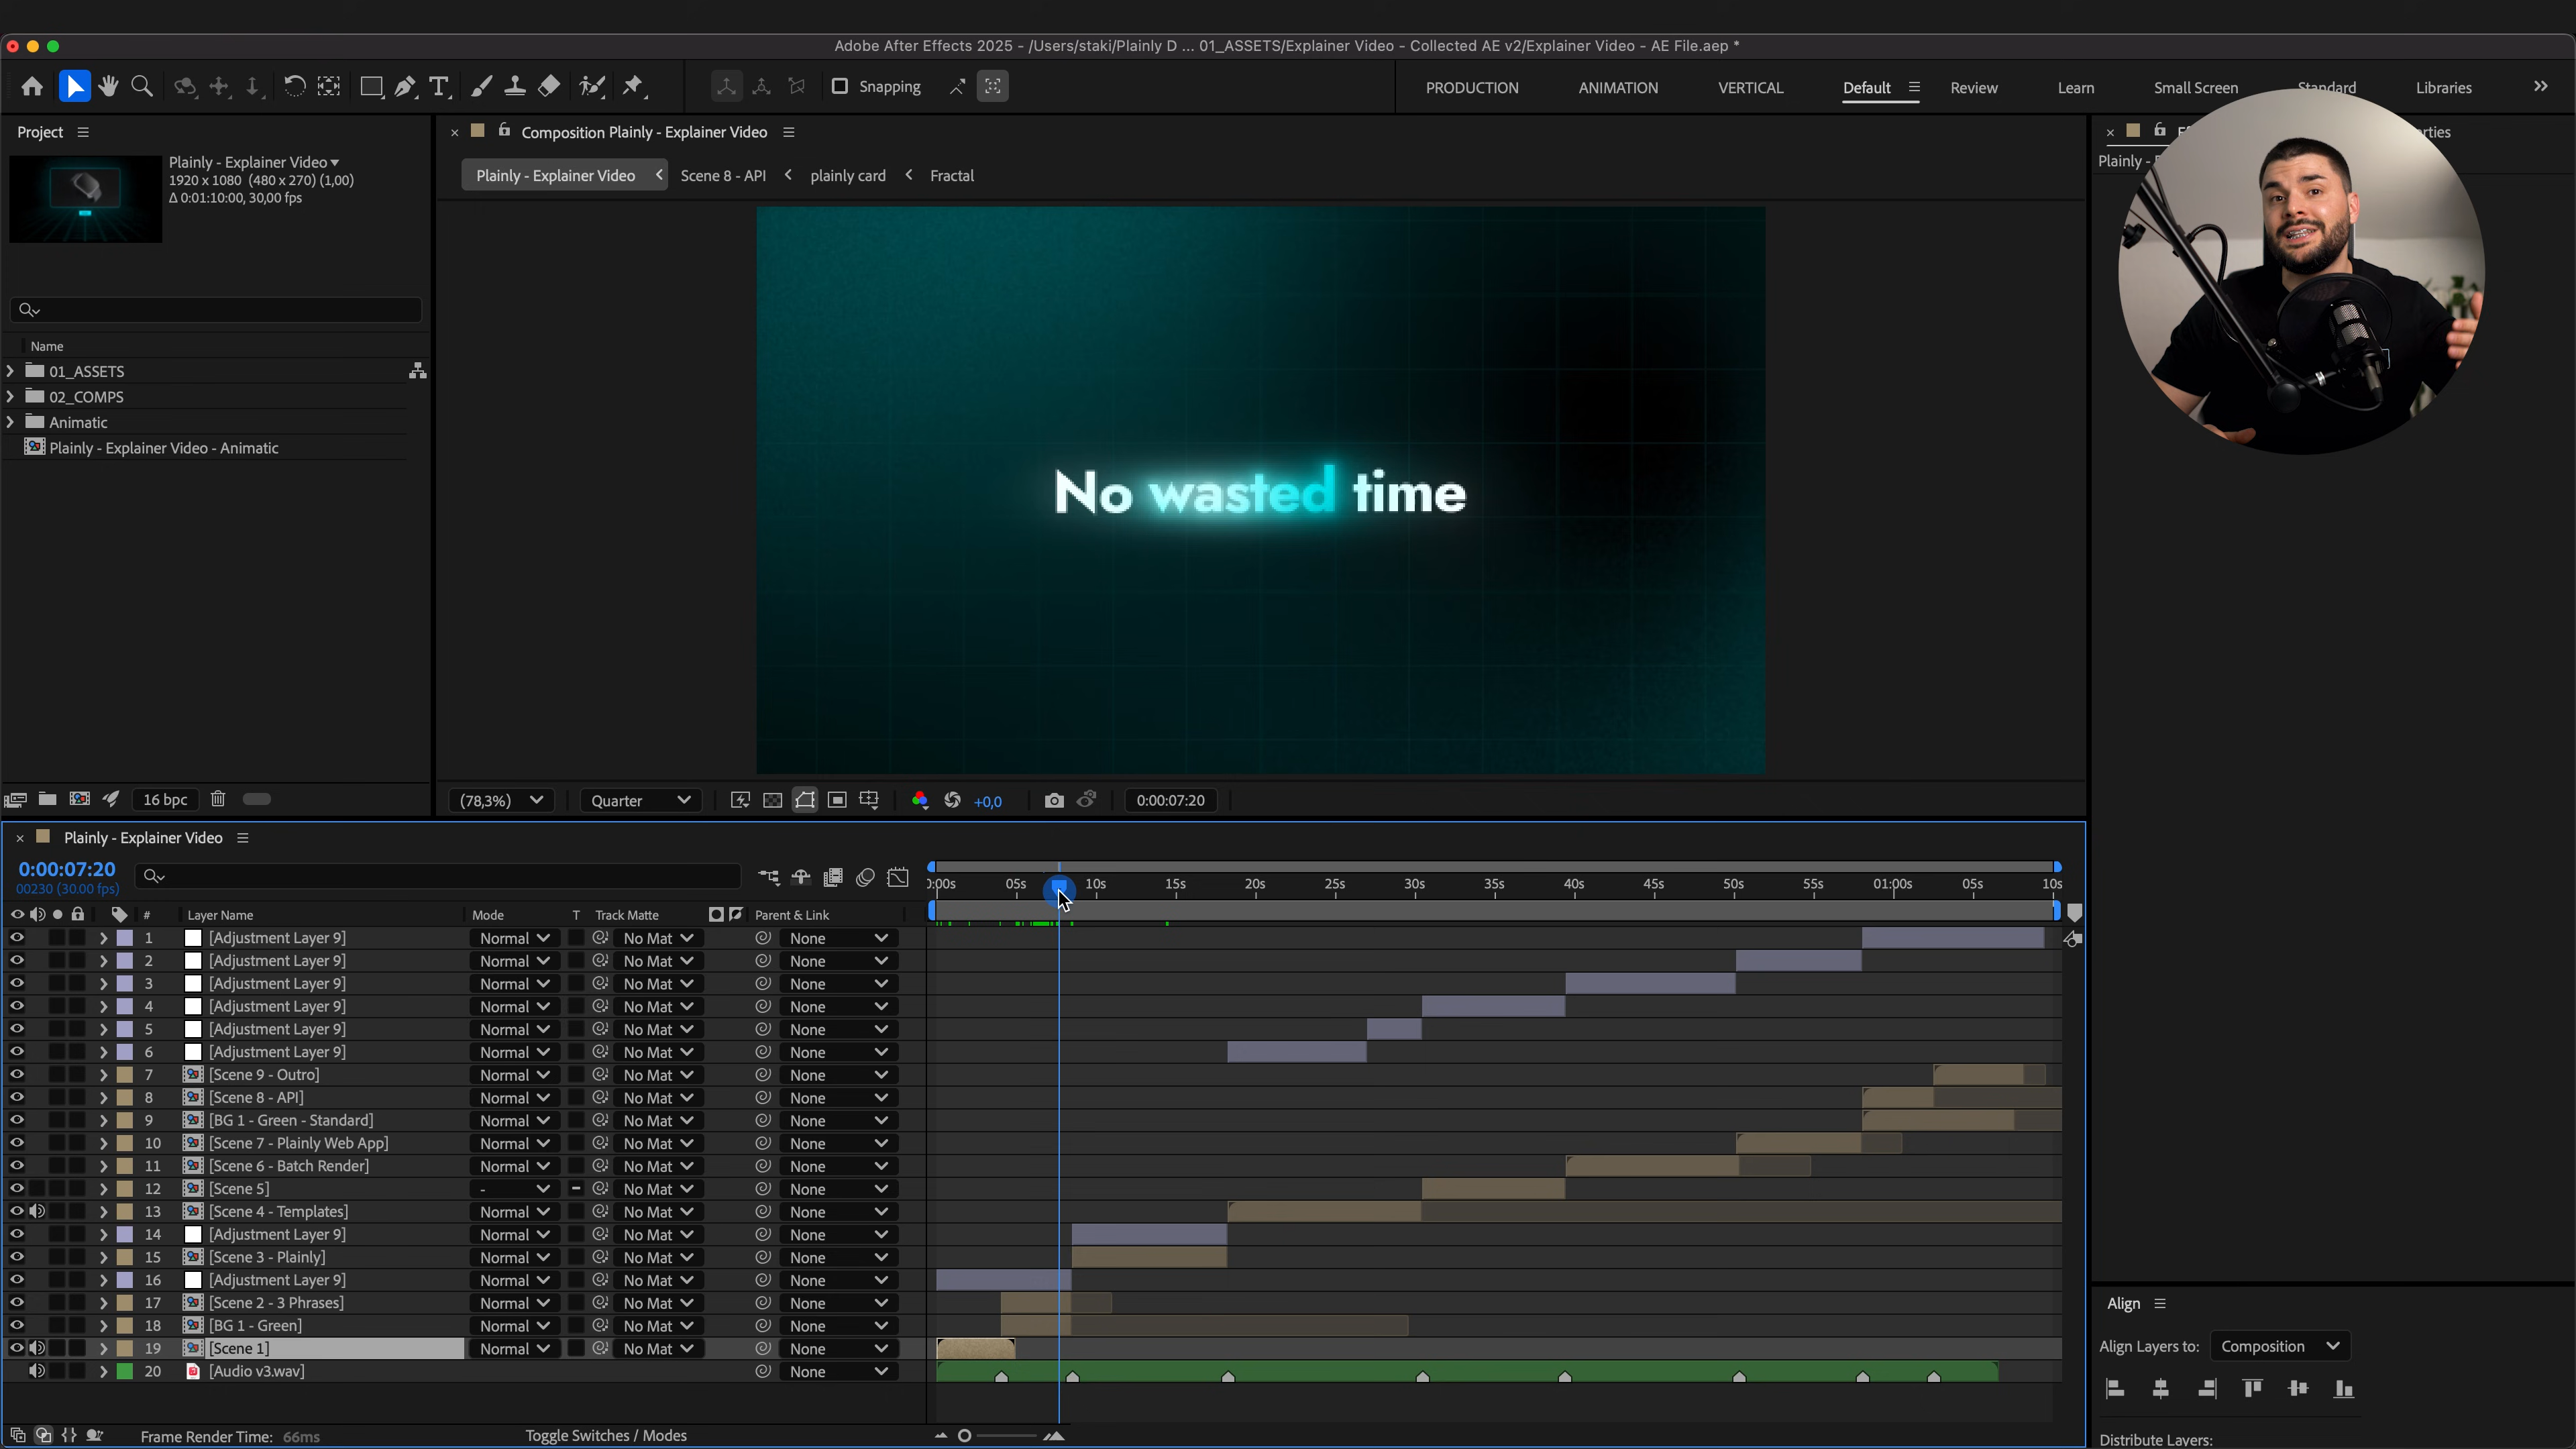 Adobe After Effects 2025 - /Users/staki/Plainly D ... 01_ASSETS/Explainer Video - Collected AE v2/Explainer Video - AE File.aep *
Snapping
PRODUCTION
ANIMATION
VERTICAL
Default
Review
Learn
Small Screen
Standard
Libraries
Project
Plainly - Explainer Video
1920 x 1080 (480 x 270) (1,00)
Δ 0:01:10:00, 30,00 fps
Name
01_ASSETS
02_COMPS
Animatic
Plainly - Explainer Video - Animatic
16 bpc
Composition Plainly - Explainer Video
Plainly - Explainer Video
Scene 8 - API
plainly card
Fractal
No wasted time
(78,3%)
Quarter
+0,0
0:00:07:20
Plainly -
Plainly - Explainer Video
0:00:07:20
00230 (30.00 fps)
0:00s 05s 10s 15s 20s 25s 30s 35s 40s 45s 50s 55s 01:00s 05s 10s
# Layer Name Mode T Track Matte Parent & Link
1 [Adjustment Layer 9] Normal No Mat None
2 [Adjustment Layer 9] Normal No Mat None
3 [Adjustment Layer 9] Normal No Mat None
4 [Adjustment Layer 9] Normal No Mat None
5 [Adjustment Layer 9] Normal No Mat None
6 [Adjustment Layer 9] Normal No Mat None
7 [Scene 9 - Outro] Normal No Mat None
8 [Scene 8 - API] Normal No Mat None
9 [BG 1 - Green - Standard] Normal No Mat None
10 [Scene 7 - Plainly Web App] Normal No Mat None
11 [Scene 6 - Batch Render] Normal No Mat None
12 [Scene 5] - No Mat None
13 [Scene 4 - Templates] Normal No Mat None
14 [Adjustment Layer 9] Normal No Mat None
15 [Scene 3 - Plainly] Normal No Mat None
16 [Adjustment Layer 9] Normal No Mat None
17 [Scene 2 - 3 Phrases] Normal No Mat None
18 [BG 1 - Green] Normal No Mat None
19 [Scene 1] Normal No Mat None
20 [Audio v3.wav] None
Frame Render Time: 66ms
Toggle Switches / Modes
Align
Align Layers to: Composition
Distribute Layers: